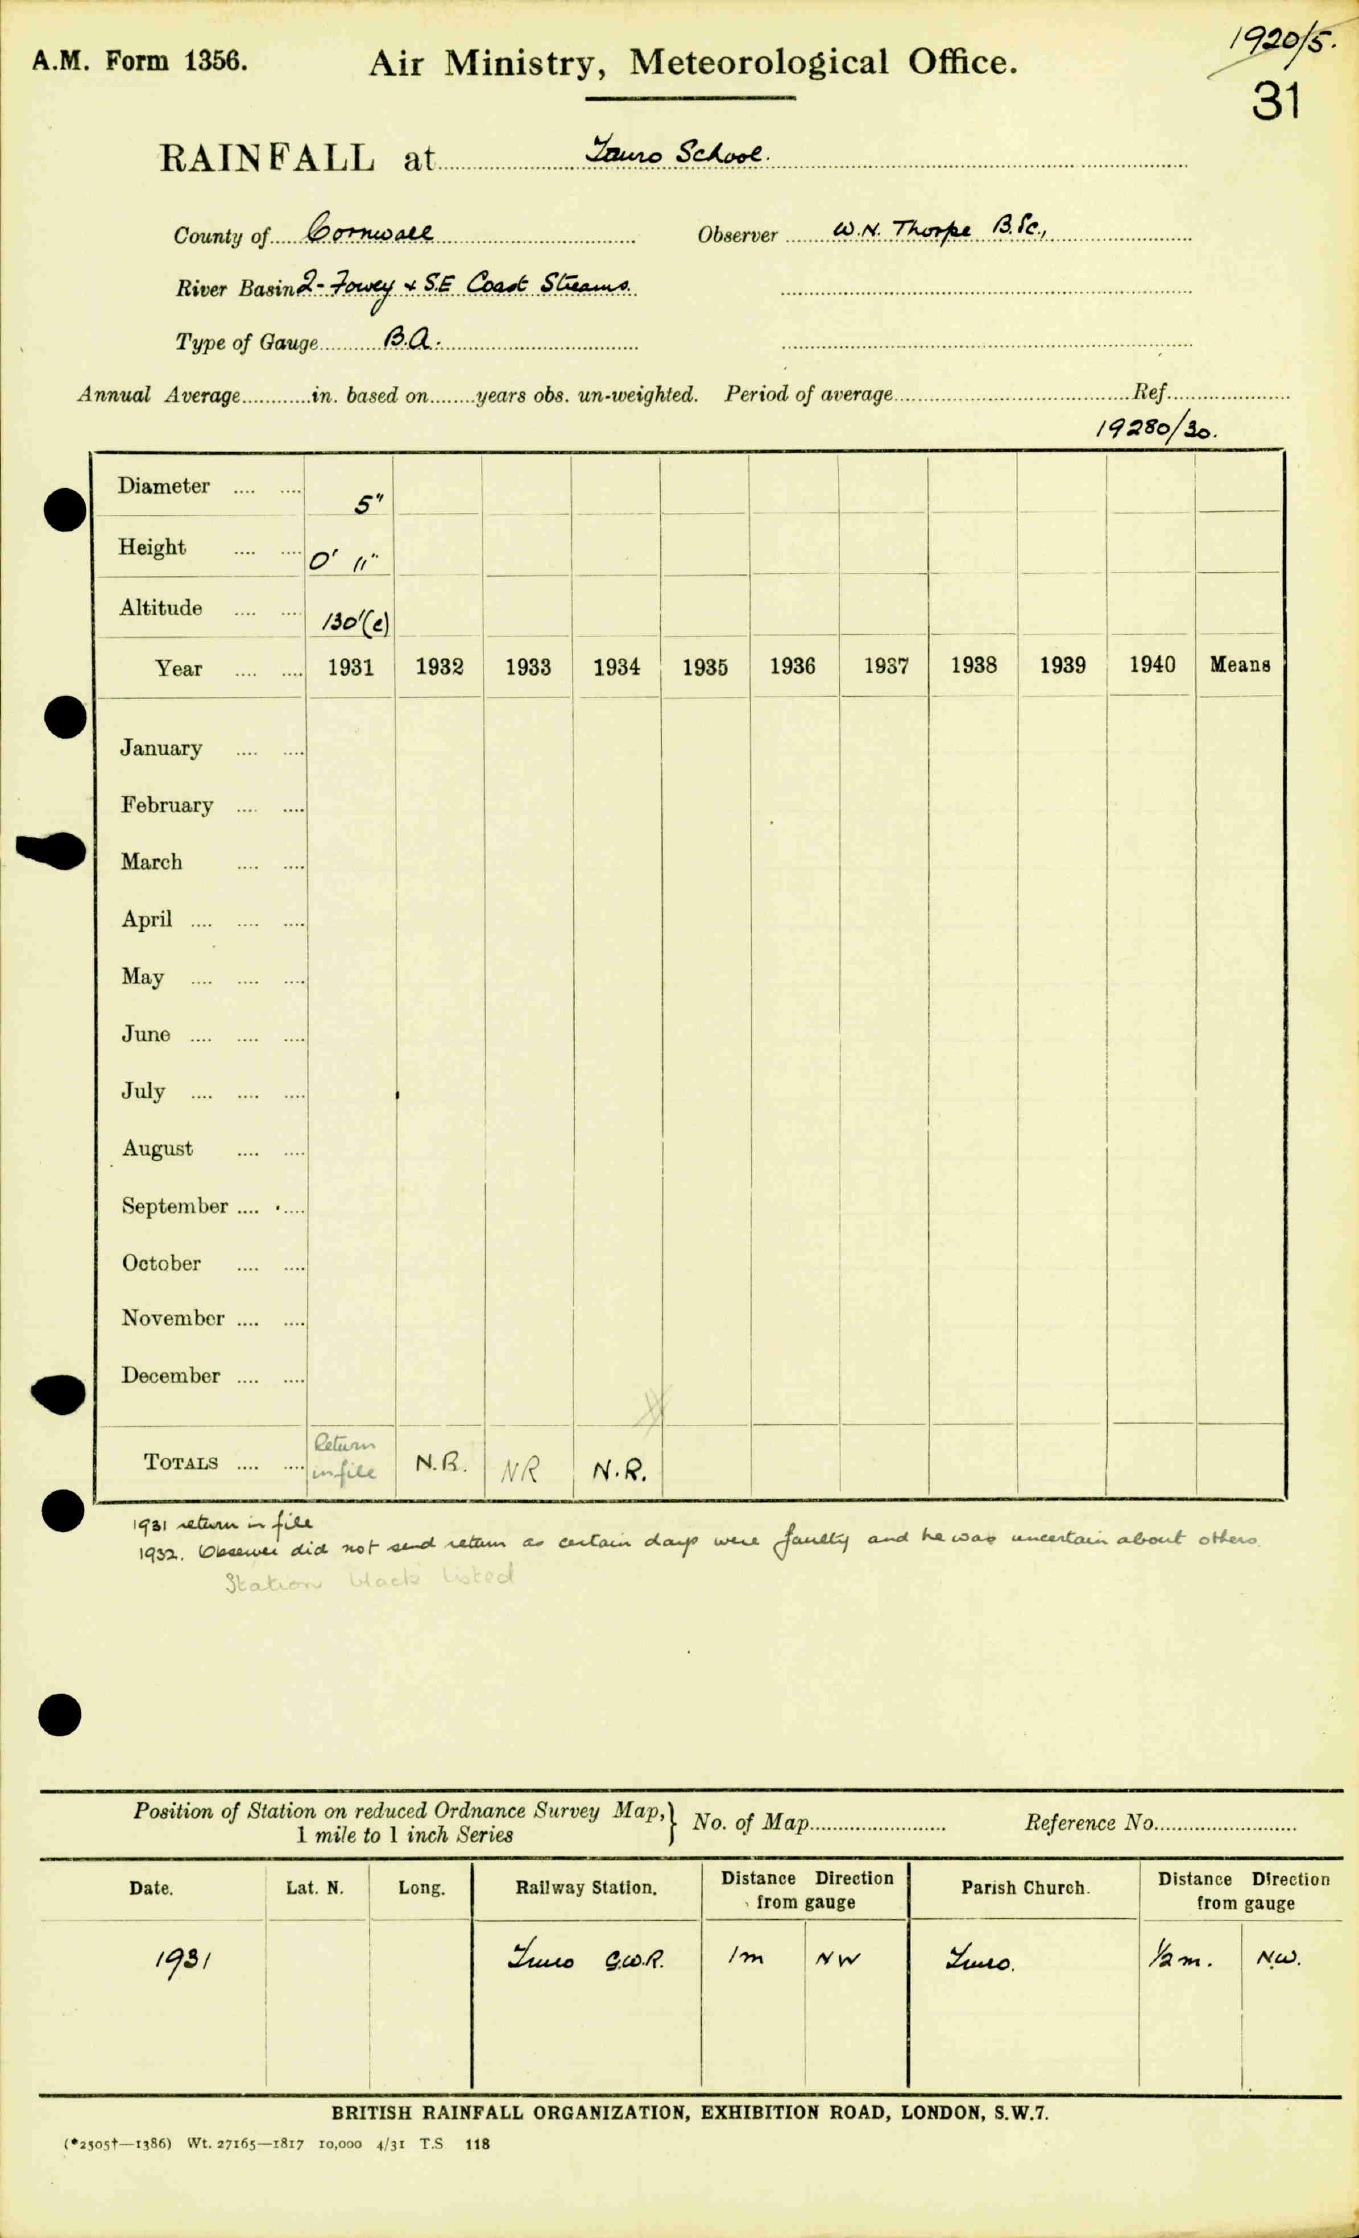 1920/5.
A.M. Form 1356. Air Ministry, Meteorological Office.
31
RAINFALL at Truro School.
County of Cornwall Observer W.N. Thorpe B.Sc.,
River Basin 2- Fowey + S.E Coast Streams.
Type of Gauge B.A.
Annual Average in. based on years obs. un-weighted. Period of average Ref.
19280/30.
Diameter 5"
Height 0' 11"
Altitude 130'(c)
Year 1931 1932 1933 1934 1935 1936 1937 1938 1939 1940 Means
January
February
March
April
May
June
July
August
September
October
November
December
TOTALS Return in file N.R. NR N.R.
1931 return in file
1932. Observer did not send return as certain days were faulty and he was uncertain about others.
Station black listed
Position of Station on reduced Ordnance Survey Map, } No. of Map Reference No.
1 mile to 1 inch Series
Date. Lat. N. Long. Railway Station. Distance Direction from gauge Parish Church. Distance Direction from gauge
1931 Truro G.W.R. 1m NW Truro. ½ m. N.W.
BRITISH RAINFALL ORGANIZATION, EXHIBITION ROAD, LONDON, S.W.7.
(*2505†—1386) Wt. 27165—1817 10,000 4/31 T.S 118